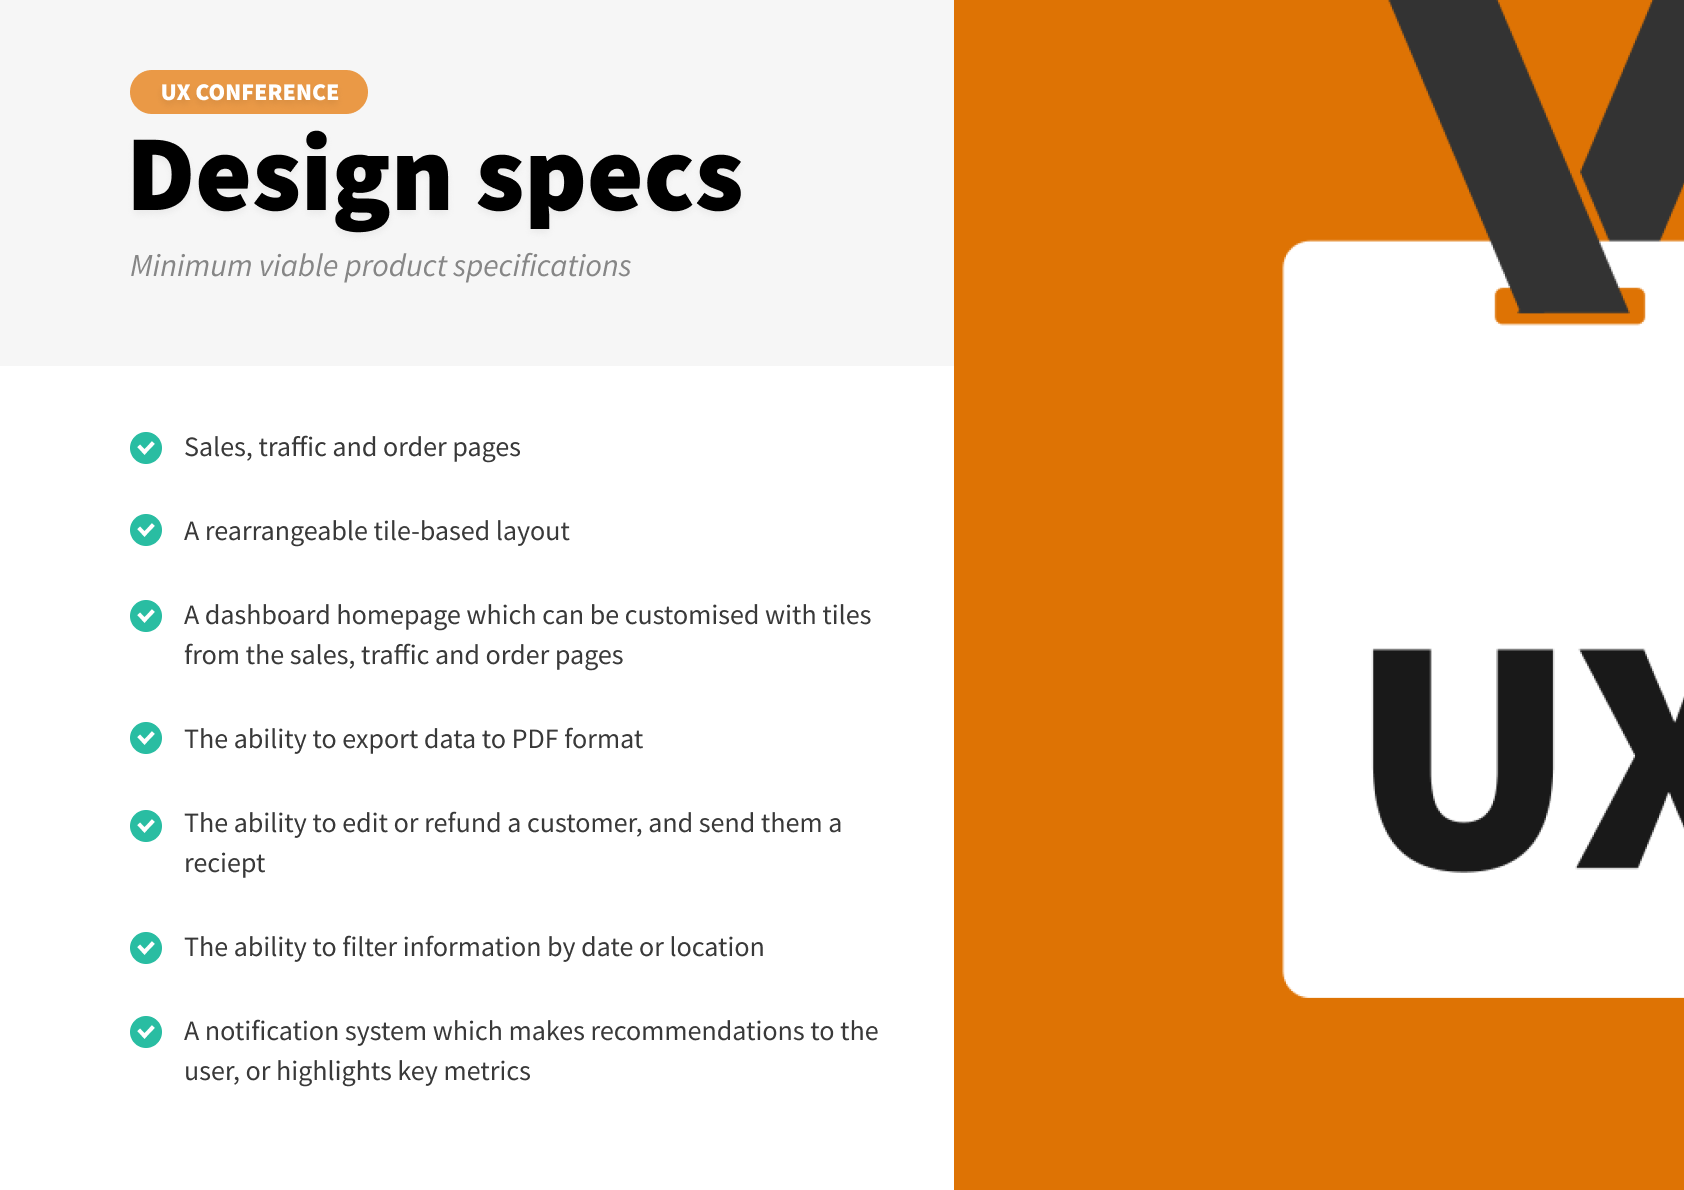 UX CONFERENCE
Design specs
Minimum viable product specifications
Sales, traffic and order pages
A rearrangeable tile-based layout
A dashboard homepage which can be customised with tiles
from the sales, traffic and order pages
The ability to export data to PDF format
The ability to edit or refund a customer, and send them a
reciept
The ability to filter information by date or location
A notification system which makes recommendations to the
user, or highlights key metrics
UX